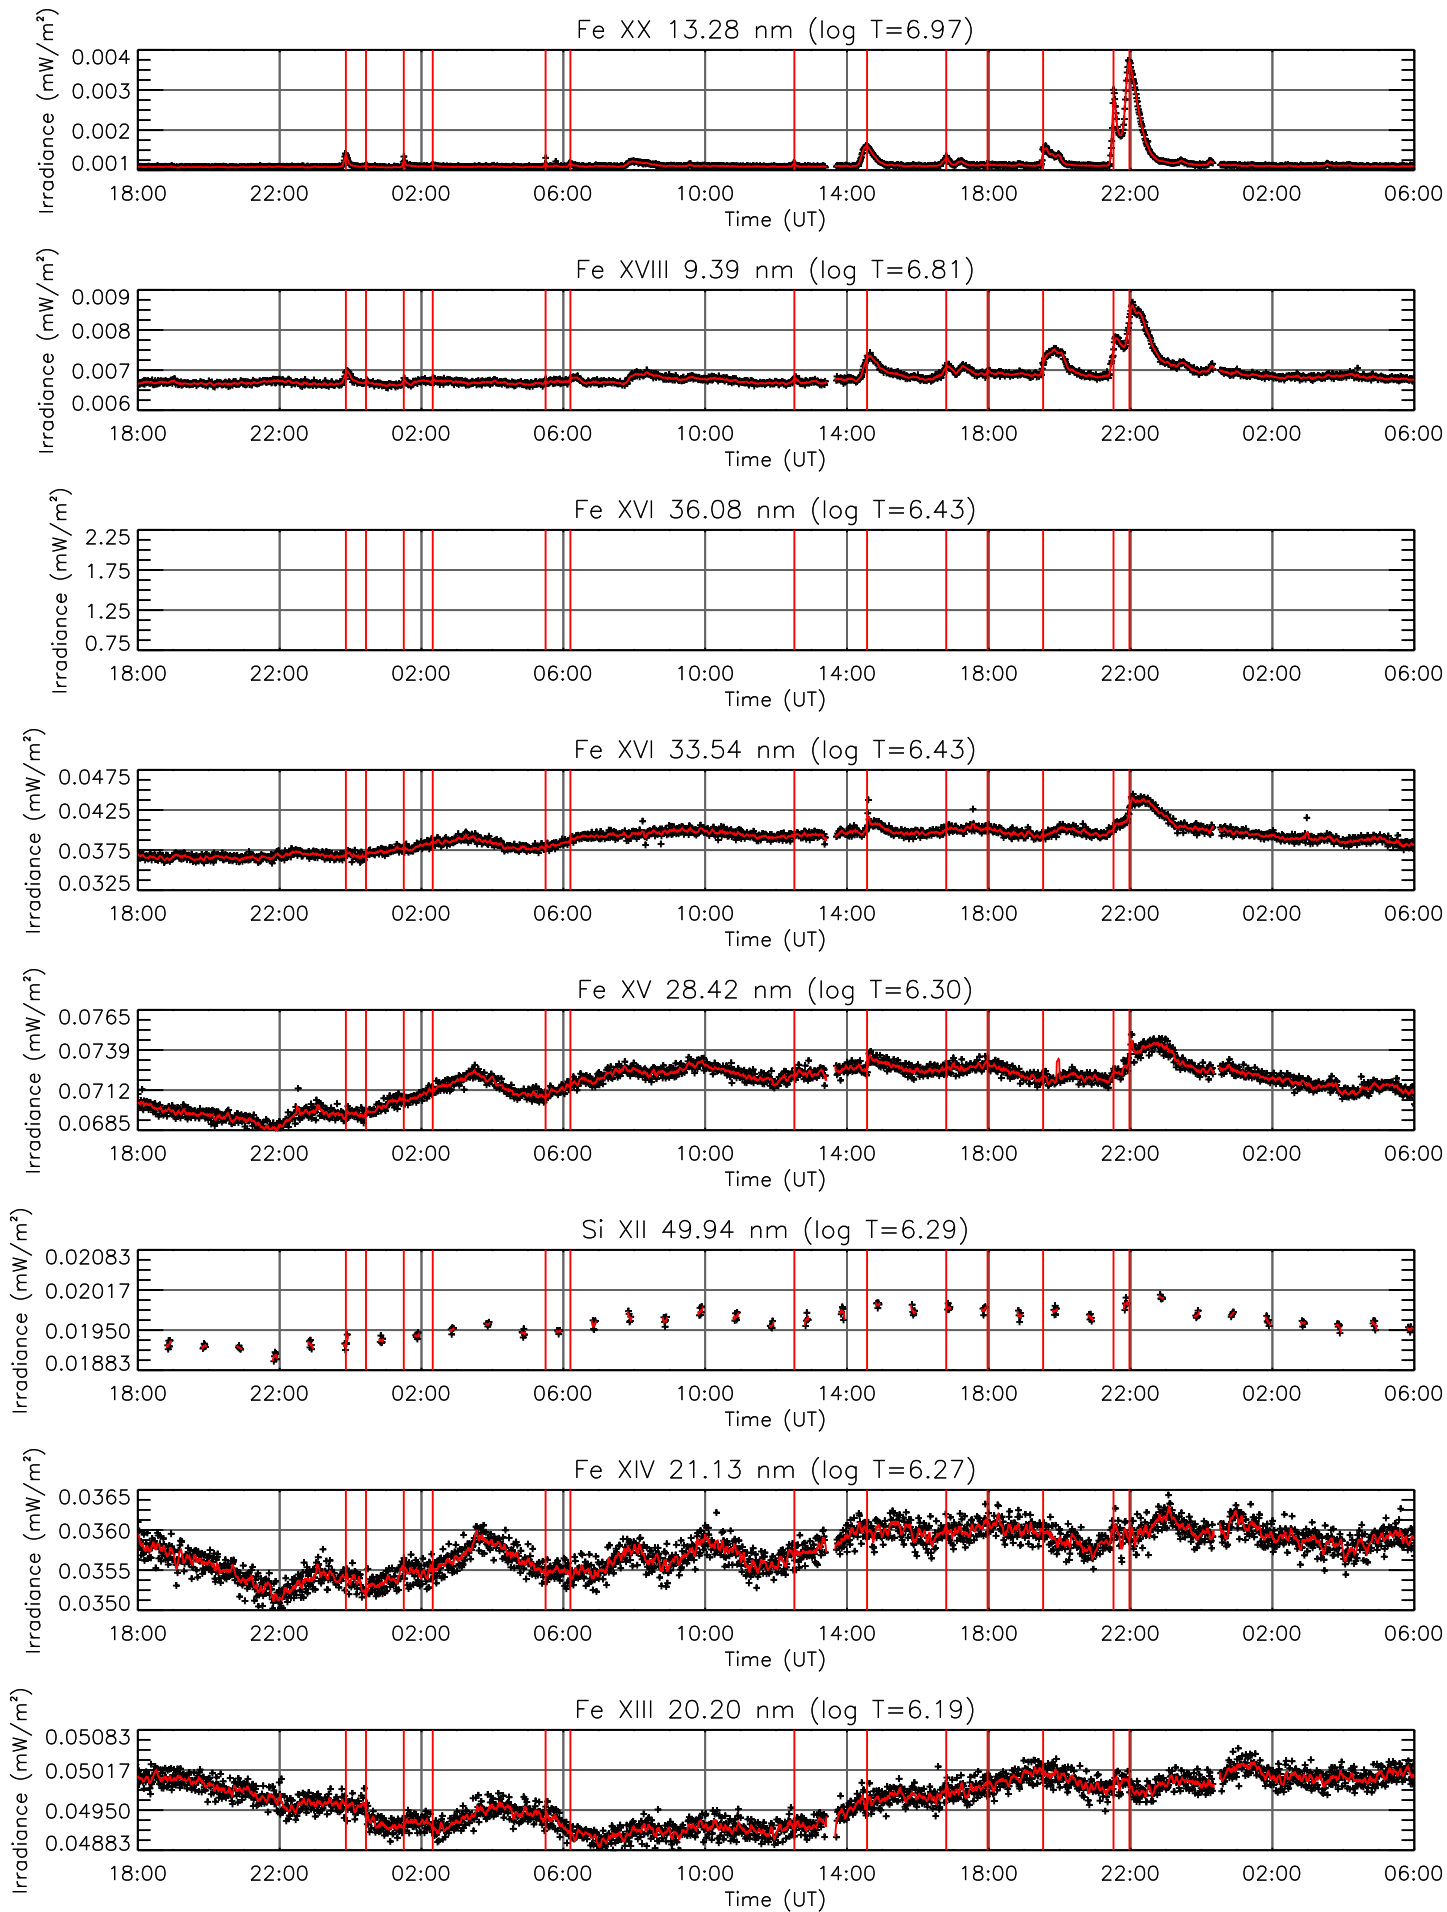 Fe XX 13.28 nm (log T=6.97)
Irradiance (mW/m²)
0.004
0.003
0.002
0.001
18:00 22:00 02:00 06:00 10:00 14:00 18:00 22:00 02:00 06:00
Time (UT)
Fe XVIII 9.39 nm (log T=6.81)
Irradiance (mW/m²)
0.009
0.008
0.007
0.006
18:00 22:00 02:00 06:00 10:00 14:00 18:00 22:00 02:00 06:00
Time (UT)
Fe XVI 36.08 nm (log T=6.43)
Irradiance (mW/m²)
2.25
1.75
1.25
0.75
18:00 22:00 02:00 06:00 10:00 14:00 18:00 22:00 02:00 06:00
Time (UT)
Fe XVI 33.54 nm (log T=6.43)
Irradiance (mW/m²)
0.0475
0.0425
0.0375
0.0325
18:00 22:00 02:00 06:00 10:00 14:00 18:00 22:00 02:00 06:00
Time (UT)
Fe XV 28.42 nm (log T=6.30)
Irradiance (mW/m²)
0.0765
0.0739
0.0712
0.0685
18:00 22:00 02:00 06:00 10:00 14:00 18:00 22:00 02:00 06:00
Time (UT)
Si XII 49.94 nm (log T=6.29)
Irradiance (mW/m²)
0.02083
0.02017
0.01950
0.01883
18:00 22:00 02:00 06:00 10:00 14:00 18:00 22:00 02:00 06:00
Time (UT)
Fe XIV 21.13 nm (log T=6.27)
Irradiance (mW/m²)
0.0365
0.0360
0.0355
0.0350
18:00 22:00 02:00 06:00 10:00 14:00 18:00 22:00 02:00 06:00
Time (UT)
Fe XIII 20.20 nm (log T=6.19)
Irradiance (mW/m²)
0.05083
0.05017
0.04950
0.04883
18:00 22:00 02:00 06:00 10:00 14:00 18:00 22:00 02:00 06:00
Time (UT)